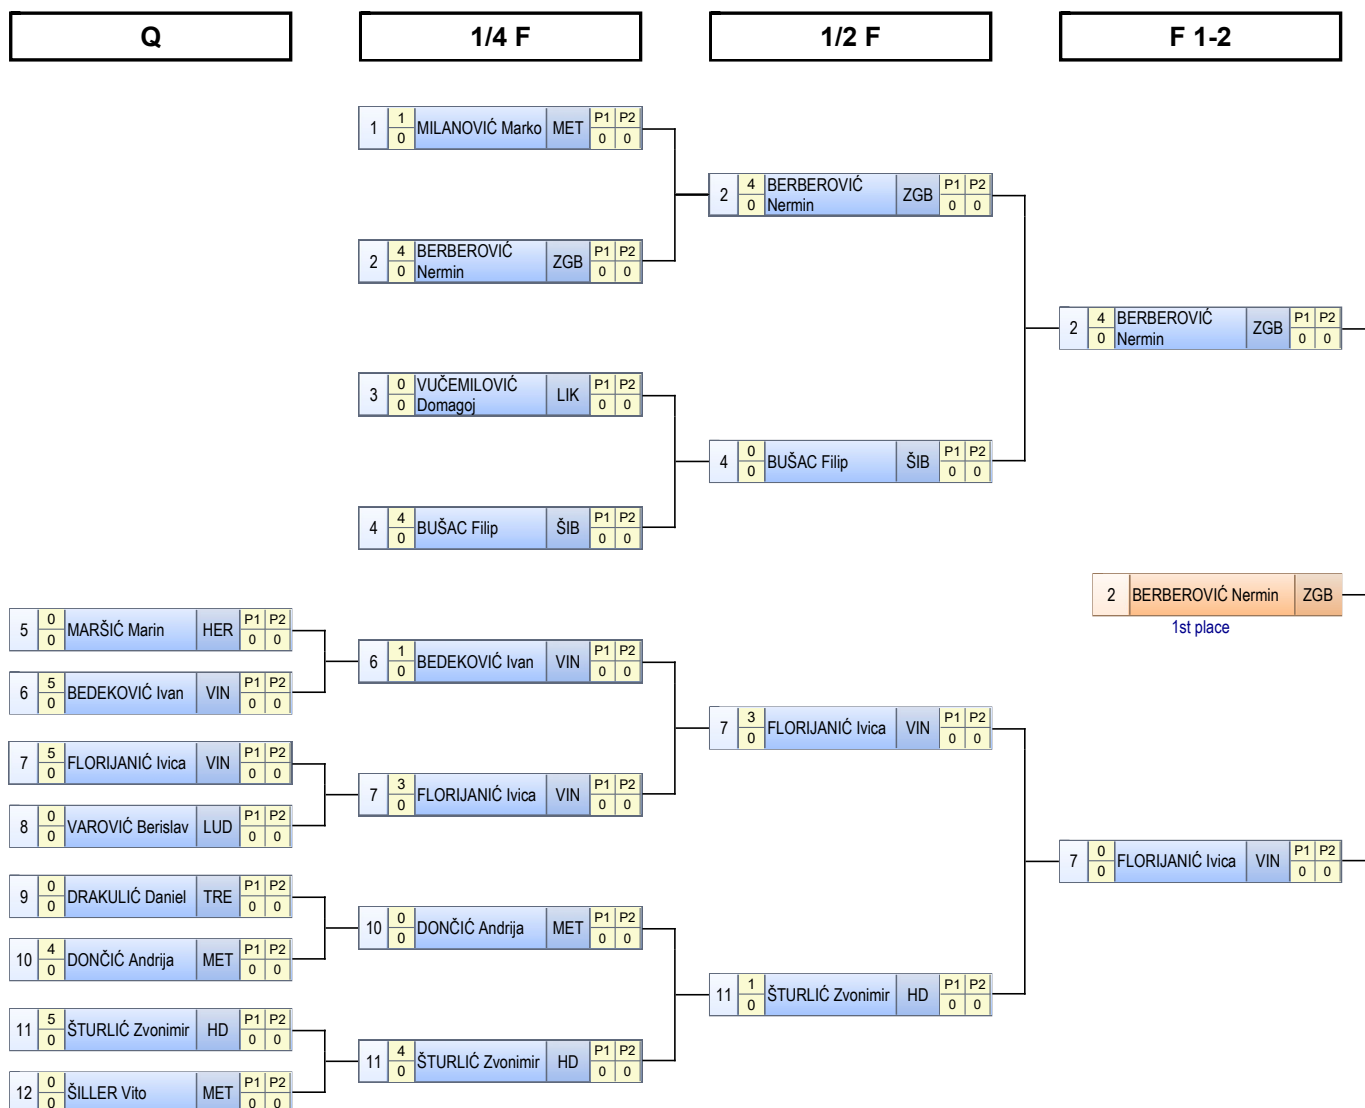 Q 1/4 F 1/2 F F 1-2
1 1 0 MILANOVIĆ Marko MET P1 P2 0 0
2 4 0 BERBEROVIĆ Nermin ZGB P1 P2 0 0
2 4 0 BERBEROVIĆ Nermin ZGB P1 P2 0 0
2 4 0 BERBEROVIĆ Nermin ZGB P1 P2 0 0
3 0 0 VUČEMILOVIĆ Domagoj LIK P1 P2 0 0
4 0 0 BUŠAC Filip ŠIB P1 P2 0 0
4 4 0 BUŠAC Filip ŠIB P1 P2 0 0
2 BERBEROVIĆ Nermin ZGB
1st place
5 0 0 MARŠIĆ Marin HER P1 P2 0 0
6 1 0 BEDEKOVIĆ Ivan VIN P1 P2 0 0
6 5 0 BEDEKOVIĆ Ivan VIN P1 P2 0 0
7 3 0 FLORIJANIĆ Ivica VIN P1 P2 0 0
7 5 0 FLORIJANIĆ Ivica VIN P1 P2 0 0
7 3 0 FLORIJANIĆ Ivica VIN P1 P2 0 0
8 0 0 VAROVIĆ Berislav LUD P1 P2 0 0
7 0 0 FLORIJANIĆ Ivica VIN P1 P2 0 0
9 0 0 DRAKULIĆ Daniel TRE P1 P2 0 0
10 0 0 DONČIĆ Andrija MET P1 P2 0 0
10 4 0 DONČIĆ Andrija MET P1 P2 0 0
11 1 0 ŠTURLIĆ Zvonimir HD P1 P2 0 0
11 5 0 ŠTURLIĆ Zvonimir HD P1 P2 0 0
11 4 0 ŠTURLIĆ Zvonimir HD P1 P2 0 0
12 0 0 ŠILLER Vito MET P1 P2 0 0